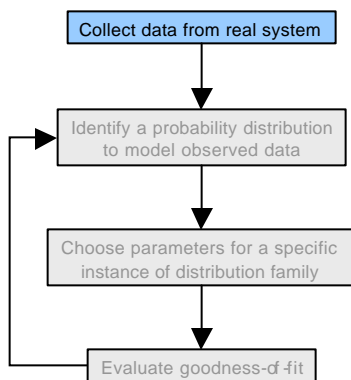 Collect data from real system
Identify a probability distribution
to model observed data
Choose parameters for a specific
instance of distribution family
Evaluate goodness-of-fit